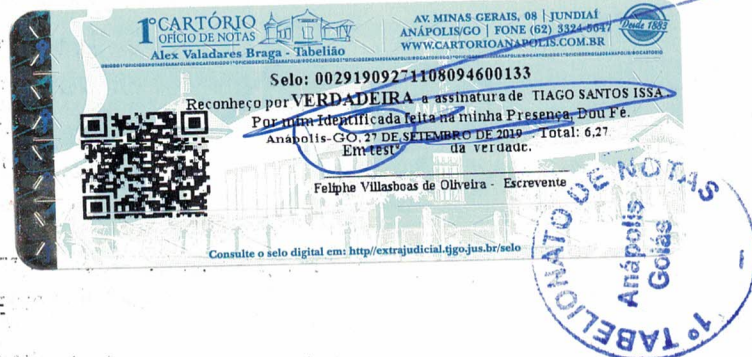 1º CARTÓRIO
OFÍCIO DE NOTAS
Alex Valadares Braga - Tabelião
AV. MINAS GERAIS, 08 | JUNDIAÍ
ANÁPOLIS/GO | FONE (62) 3324-5647
WWW.CARTORIOANAPOLIS.COM.BR
Desde 1883
Selo: 00291909271108094600133
Reconheço por VERDADEIRA a assinatura de TIAGO SANTOS ISSA.
Por mim Identificada feita na minha Presença, Dou Fe.
Anápolis-GO, 27 DE SETEMBRO DE 2019 Total: 6,27
Em testº da verdade.
Feliphe Villasboas de Oliveira - Escrevente
Consulte o selo digital em: http//extrajudicial.tjgo.jus.br/selo
1º TABELIONATO DE NOTAS
Anápolis
Goiás